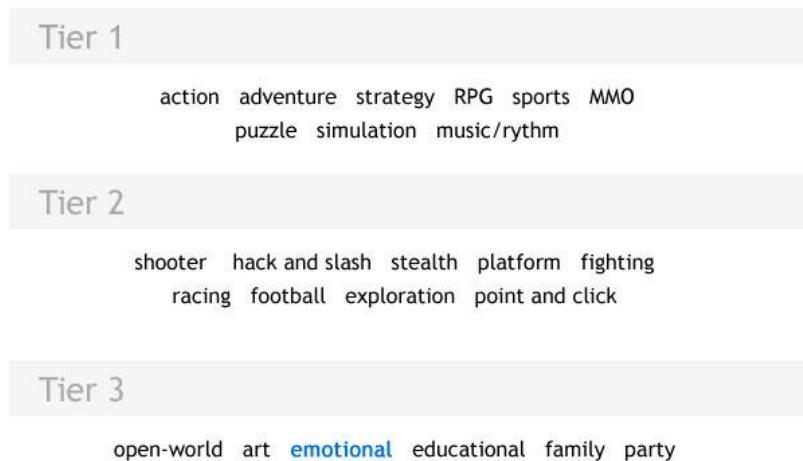 Tier 1
action adventure strategy RPG sports MMO
puzzle simulation music/rythm
Tier 2
shooter hack and slash stealth platform fighting
racing football exploration point and click
Tier 3
open-world art emotional educational family party